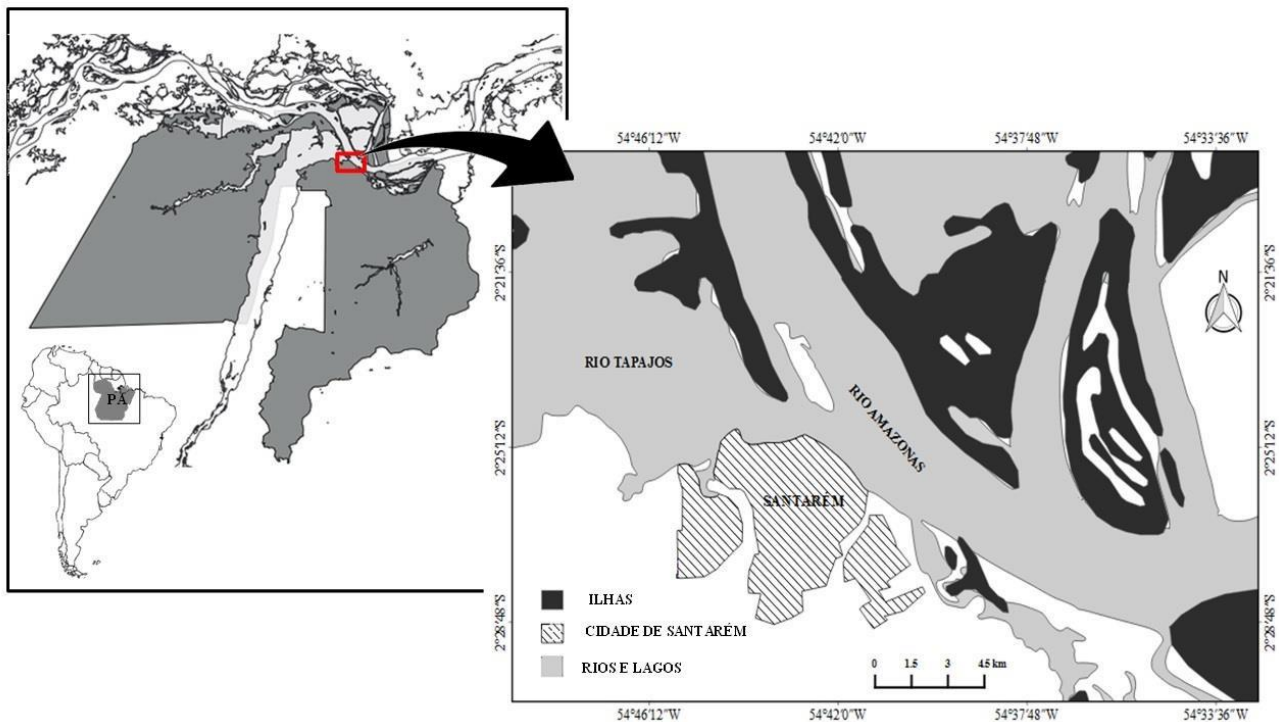 PA
54°46'12"W 54°42'0"W 54°37'48"W 54°33'36"W
2°21'36"S
2°21'36"S
N
RIO TAPAJOS
RIO AMAZONAS
2°25'12"S
2°25'12"S
SANTARÉM
ILHAS
CIDADE DE SANTARÉM
RIOS E LAGOS
2°28'48"S
2°28'48"S
0 1.5 3 4.5 km
54°46'12"W 54°42'0"W 54°37'48"W 54°33'36"W